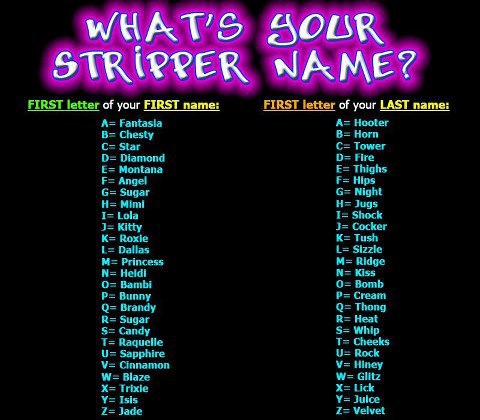 WHAT'S YOUR
STRIPPER NAME?
FIRST letter of your FIRST name:
A= Fantasia
B= Chesty
C= Star
D= Diamond
E= Montana
F= Angel
G= Sugar
H= Mimi
I= Lola
J= Kitty
K= Roxie
L= Dallas
M= Princess
N= Heidi
O= Bambi
P= Bunny
Q= Brandy
R= Sugar
S= Candy
T= Raquelle
U= Sapphire
V= Cinnamon
W= Blaze
X= Trixie
Y= Isis
Z= Jade
FIRST letter of your LAST name:
A= Hooter
B= Horn
C= Tower
D= Fire
E= Thighs
F= Hips
G= Night
H= Jugs
I= Shock
J= Cocker
K= Tush
L= Sizzle
M= Ridge
N= Kiss
O= Bomb
P= Cream
Q= Thong
R= Heat
S= Whip
T= Cheeks
U= Rock
V= Hiney
W= Glitz
X= Lick
Y= Juice
Z= Velvet